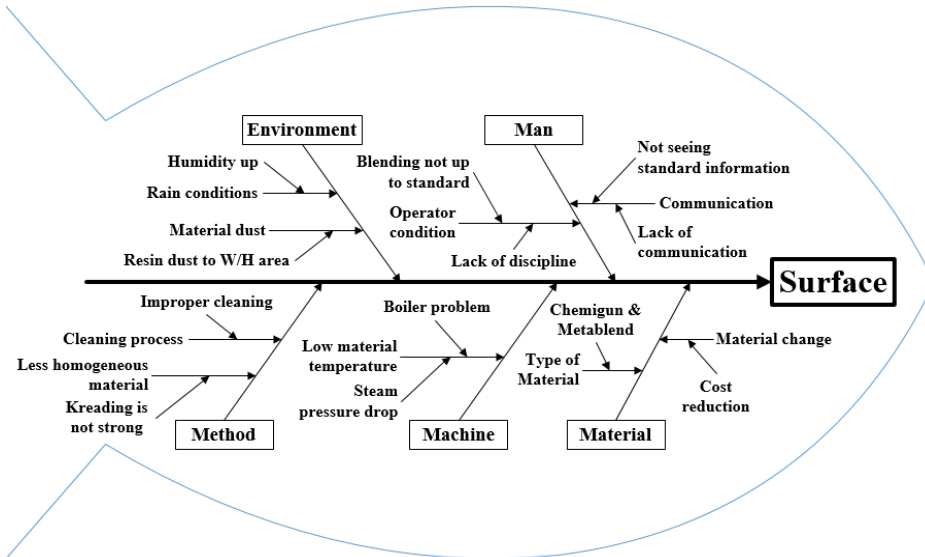 Environment
Humidity up
Rain conditions
Material dust
Resin dust to W/H area
Man
Blending not up
to standard
Operator
condition
Lack of discipline
Not seeing
standard information
Communication
Lack of
communication
Surface
Improper cleaning
Cleaning process
Less homogeneous
material
Kreading is
not strong
Method
Boiler problem
Low material
temperature
Steam
pressure drop
Machine
Chemigun &
Metablend
Type of
Material
Material change
Cost
reduction
Material